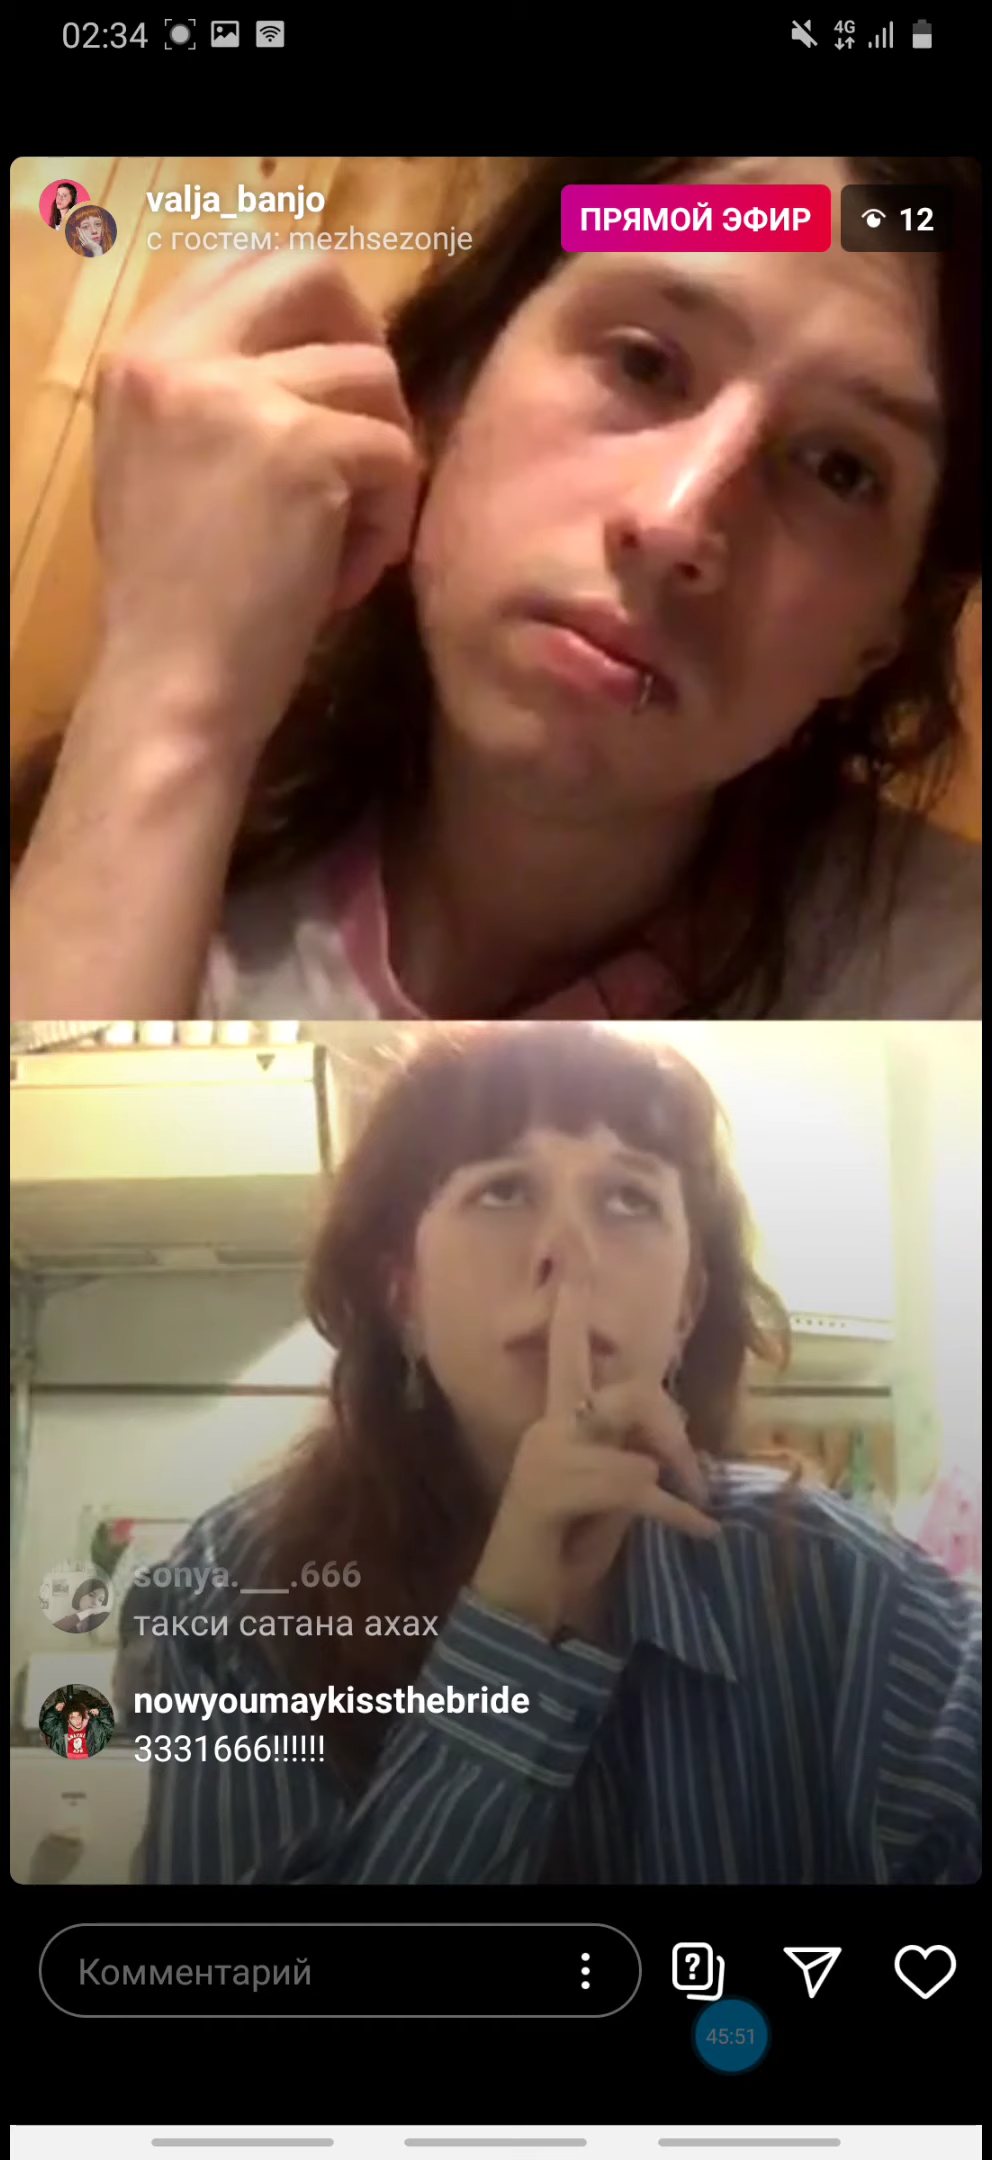 02:34
4G
valja_banjo
с гостем: mezhsezonje
ПРЯМОЙ ЭФИР
12
sonya.___.666
такси сатана ахах
nowyoumaykissthebride
3331666!!!!!!
Комментарий
45:51